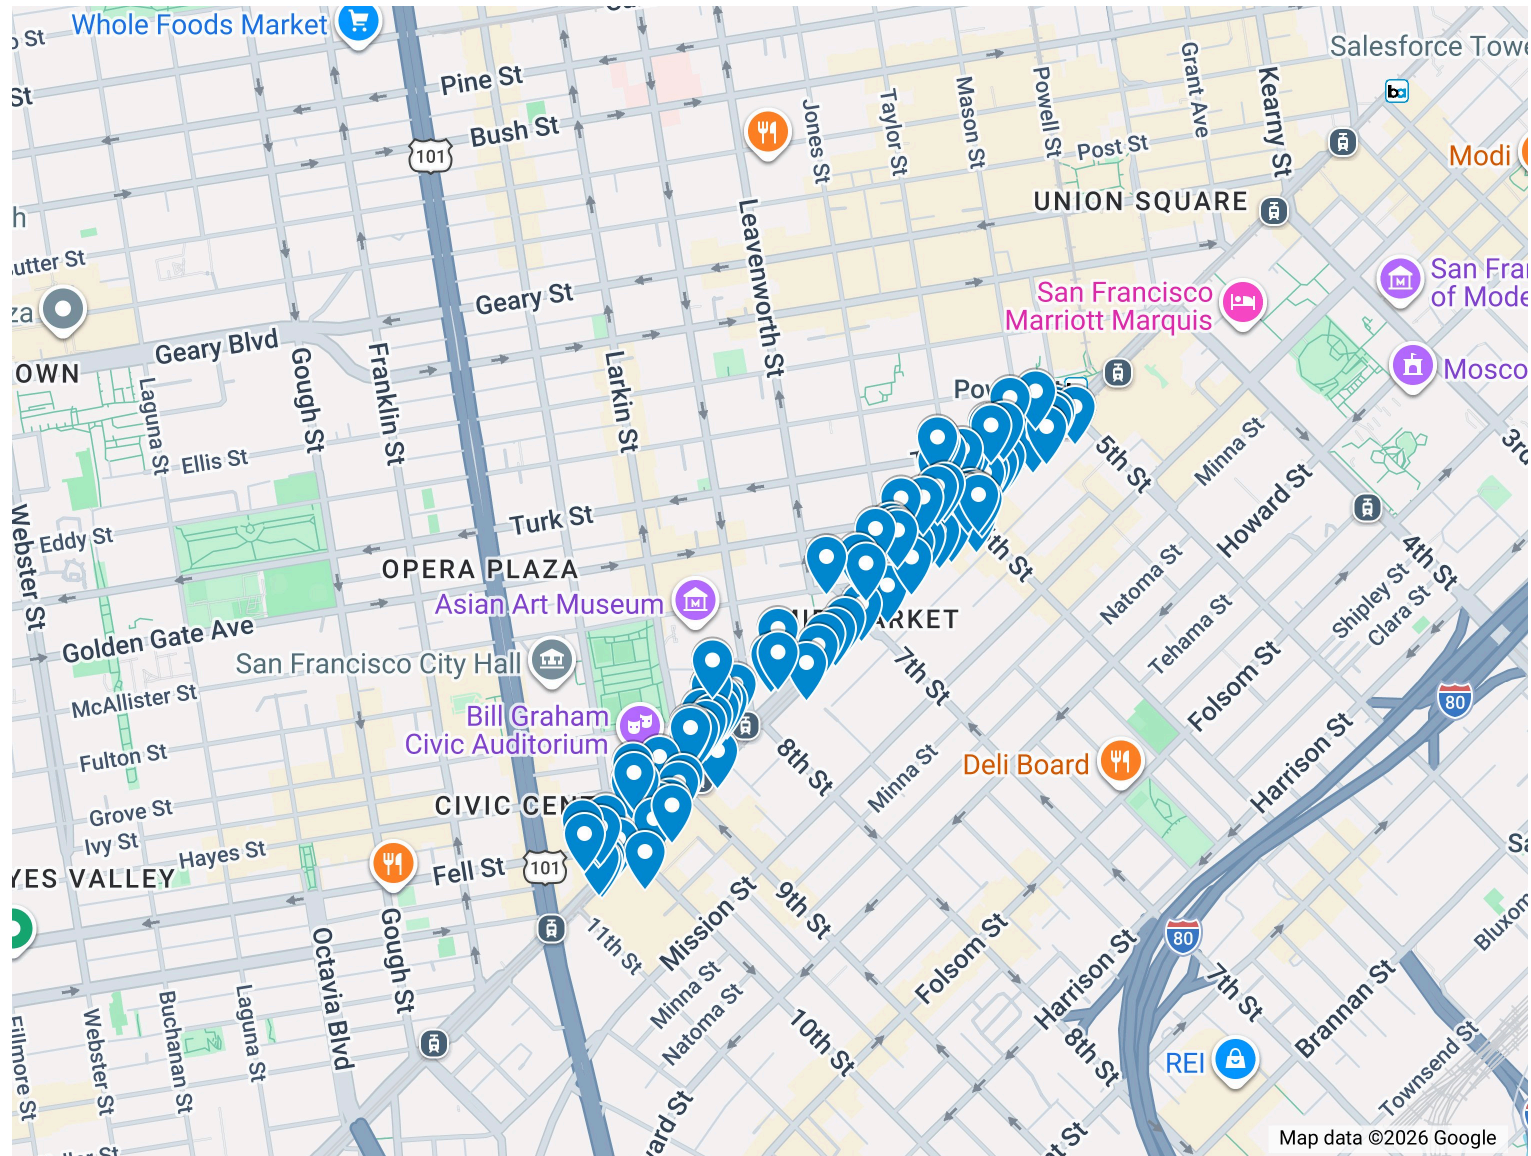 Whole Foods Market
Pine St
Bush St
101
Jones St
Taylor St
Mason St
Powell St
Grant Ave
Kearny St
Post St
Salesforce Towe
Modi
UNION SQUARE
Leavenworth St
Geary St
Geary Blvd
San Francisco
Marriott Marquis
San Fran
of Mode
Mosco
OWN
Laguna St
Gough St
Franklin St
Larkin St
Ellis St
Turk St
Eddy St
Webster St
OPERA PLAZA
Asian Art Museum
Golden Gate Ave
San Francisco City Hall
McAllister St
Bill Graham
Civic Auditorium
Fulton St
Grove St
Ivy St
Hayes St
YES VALLEY
Fell St
101
5th St
Minna St
Howard St
3rd
4th St
Natoma St
Shipley St
Clara St
Tehama St
Folsom St
7th St
80
Harrison St
8th St
Minna St
Deli Board
9th St
Mission St
11th St
Minna St
Natoma St
10th St
Folsom St
Harrison St
80
7th St
8th St
Brannan St
Bluxom
Townsend St
REI
Octavia Blvd
Gough St
Laguna St
Buchanan St
Webster St
Fillmore St
Map data ©2026 Google